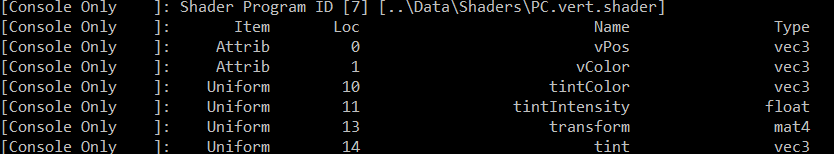 [Console Only    ]: Shader Program ID [7] [..\Data\Shaders\PC.vert.shader]
[Console Only    ]:       Item       Loc                          Name                Type
[Console Only    ]:     Attrib         0                          vPos                vec3
[Console Only    ]:     Attrib         1                        vColor                vec3
[Console Only    ]:    Uniform        10                     tintColor                vec3
[Console Only    ]:    Uniform        11                 tintIntensity               float
[Console Only    ]:    Uniform        13                     transform                mat4
[Console Only    ]:    Uniform        14                          tint                vec3